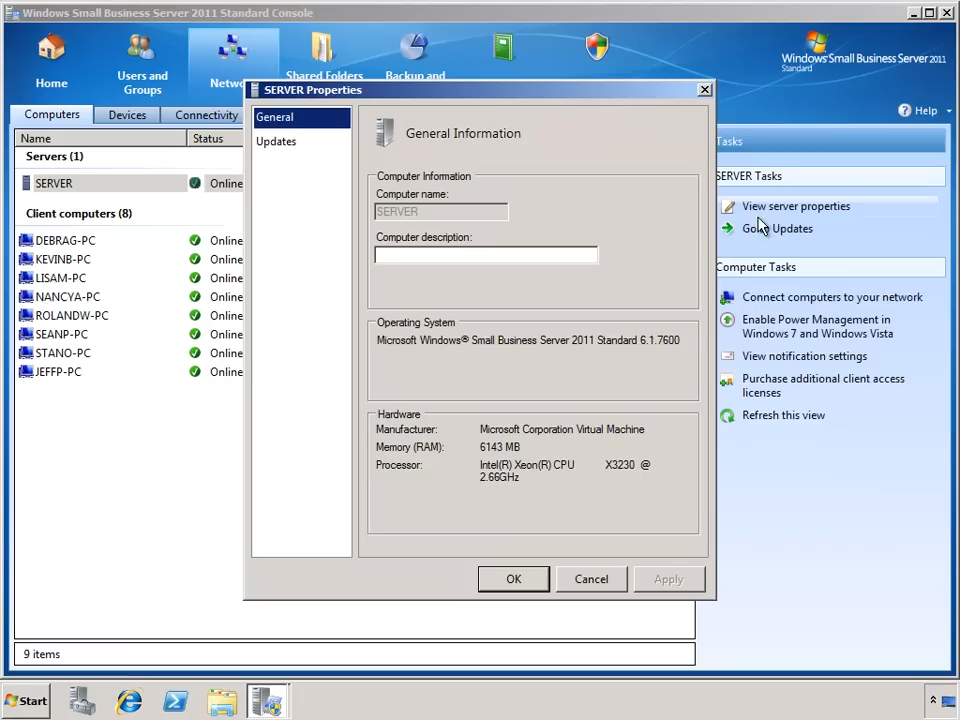 Windows Small Business Server 2011 Standard Console
Home
Users and
Groups
Netw
Shared Folders
Backup and
Windows Small Business Server 2011
Standard
Computers
Devices
Connectivity
Help
SERVER Properties
Name
Status
Servers (1)
SERVER
Online
Client computers (8)
DEBRAG-PC
Online
KEVINB-PC
Online
LISAM-PC
Online
NANCYA-PC
Online
ROLANDW-PC
Online
SEANP-PC
Online
STANO-PC
Online
JEFFP-PC
Online
9 items
General
Updates
General Information
Computer Information
Computer name:
SERVER
Computer description:
Operating System
Microsoft Windows® Small Business Server 2011 Standard 6.1.7600
Hardware
Manufacturer: Microsoft Corporation Virtual Machine
Memory (RAM): 6143 MB
Processor: Intel(R) Xeon(R) CPU X3230 @
2.66GHz
OK
Cancel
Apply
Tasks
SERVER Tasks
View server properties
Go Updates
Computer Tasks
Connect computers to your network
Enable Power Management in
Windows 7 and Windows Vista
View notification settings
Purchase additional client access
licenses
Refresh this view
Start